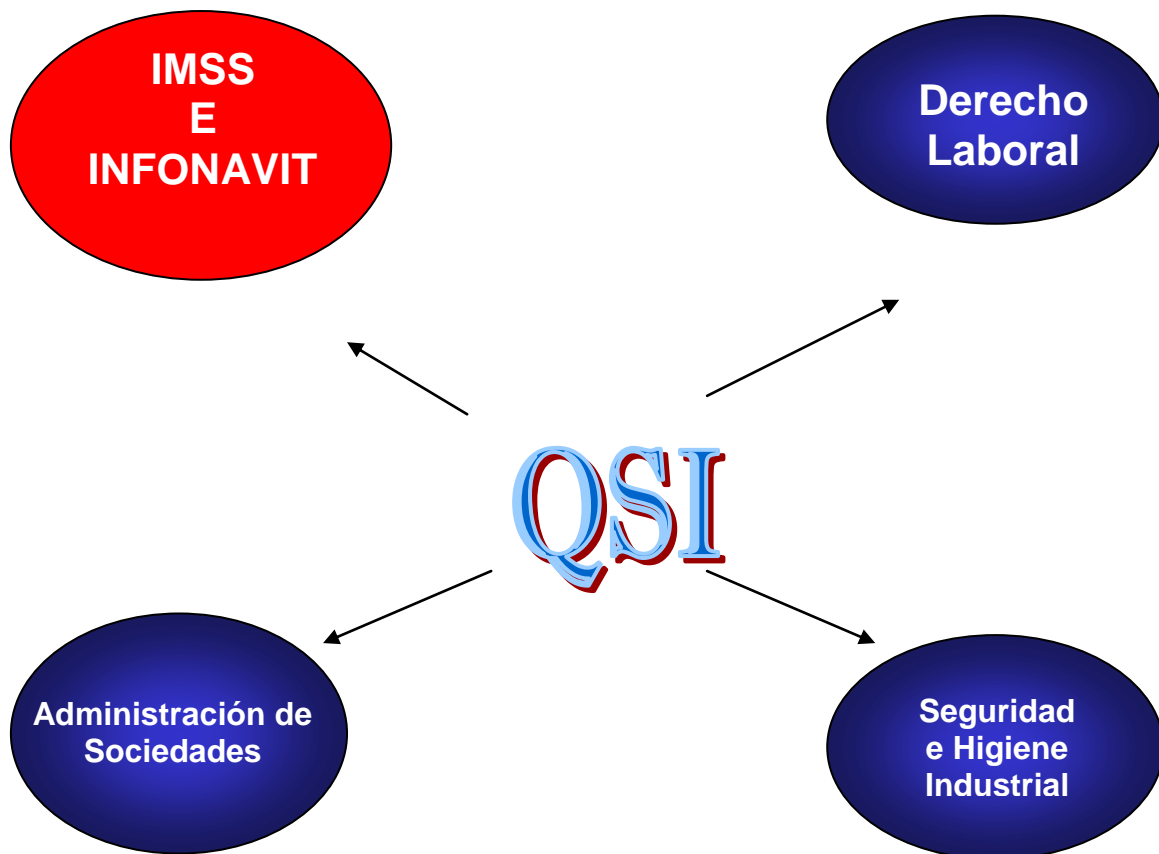 IMSS
E
INFONAVIT
Derecho
Laboral
QSI
Administración de
Sociedades
Seguridad
e Higiene
Industrial